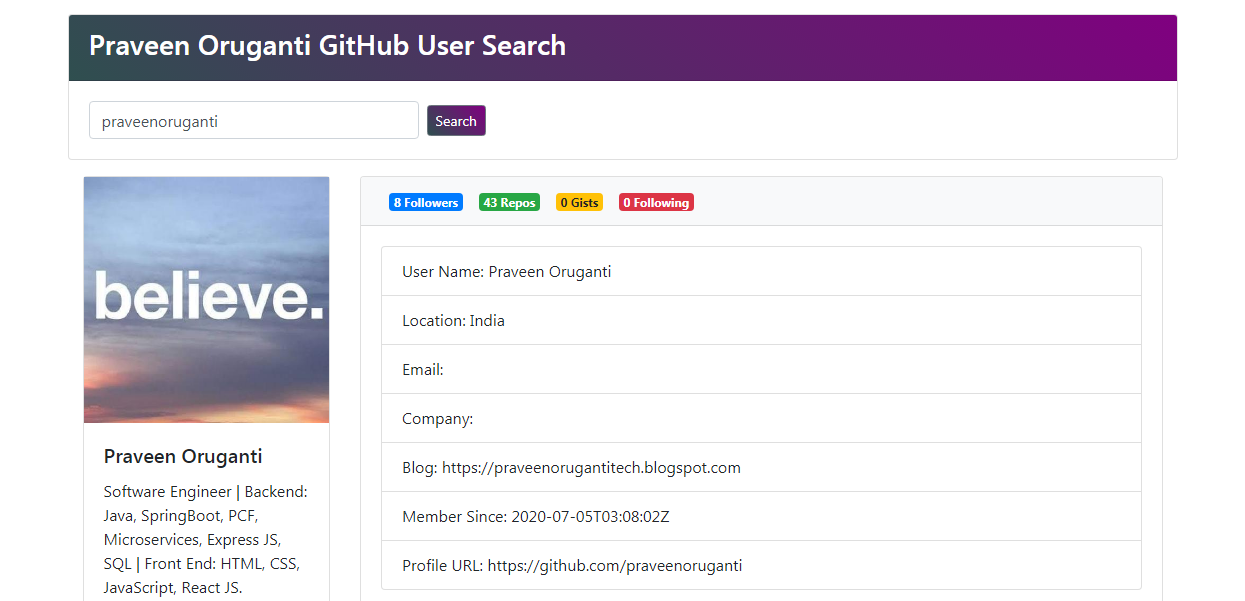 Praveen Oruganti GitHub User Search
praveenoruganti
Search
believe.
Praveen Oruganti
Software Engineer | Backend:
Java, SpringBoot, PCF,
Microservices, Express JS,
SQL | Front End: HTML, CSS,
JavaScript, React JS.
8 Followers 43 Repos 0 Gists 0 Following
User Name: Praveen Oruganti
Location: India
Email:
Company:
Blog: https://praveenorugantitech.blogspot.com
Member Since: 2020-07-05T03:08:02Z
Profile URL: https://github.com/praveenoruganti